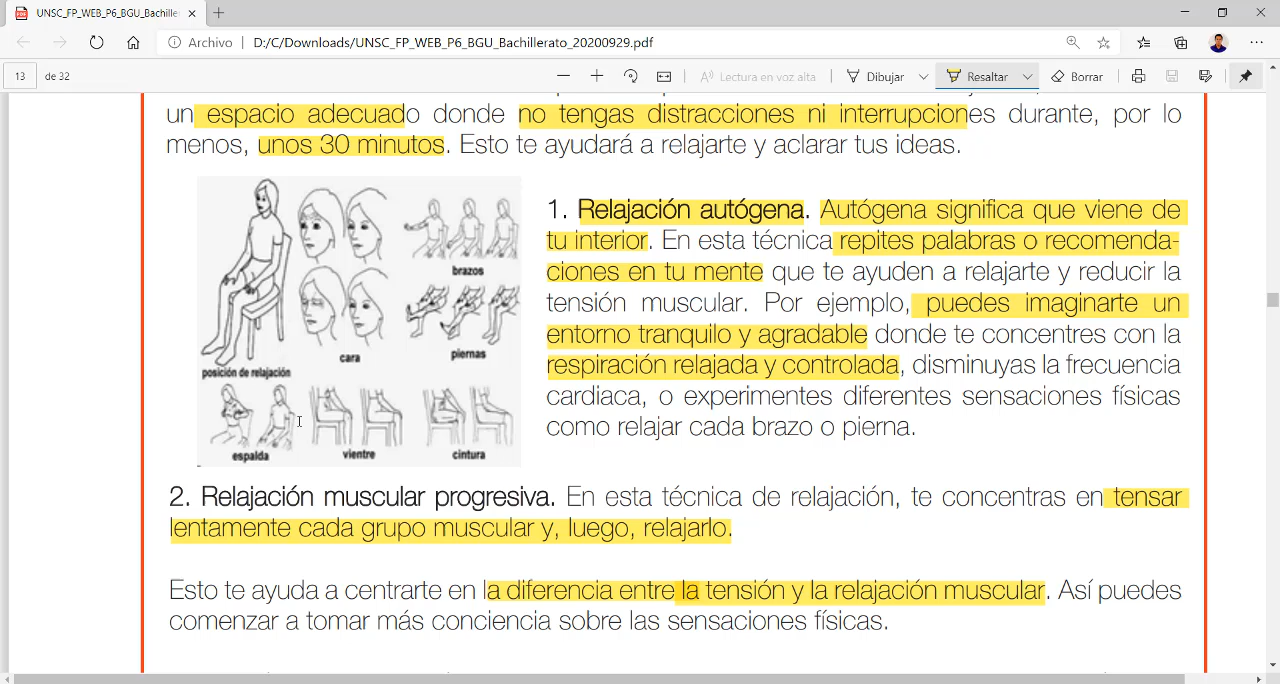 UNSC_FP_WEB_P6_BGU_Bachille
Archivo
D:/C/Downloads/UNSC_FP_WEB_P6_BGU_Bachillerato_20200929.pdf
13 de 32
Lectura en voz alta
Dibujar
Resaltar
Borrar
un espacio adecuado donde no tengas distracciones ni interrupciones durante, por lo
menos, unos 30 minutos. Esto te ayudará a relajarte y aclarar tus ideas.
posición de relajación
cara
brazos
piernas
espalda
vientre
cintura
1. Relajación autógena. Autógena significa que viene de
tu interior. En esta técnica repites palabras o recomenda-
ciones en tu mente que te ayuden a relajarte y reducir la
tensión muscular. Por ejemplo, puedes imaginarte un
entorno tranquilo y agradable donde te concentres con la
respiración relajada y controlada, disminuyas la frecuencia
cardiaca, o experimentes diferentes sensaciones físicas
como relajar cada brazo o pierna.
2. Relajación muscular progresiva. En esta técnica de relajación, te concentras en tensar
lentamente cada grupo muscular y, luego, relajarlo.
Esto te ayuda a centrarte en la diferencia entre la tensión y la relajación muscular. Así puedes
comenzar a tomar más conciencia sobre las sensaciones físicas.